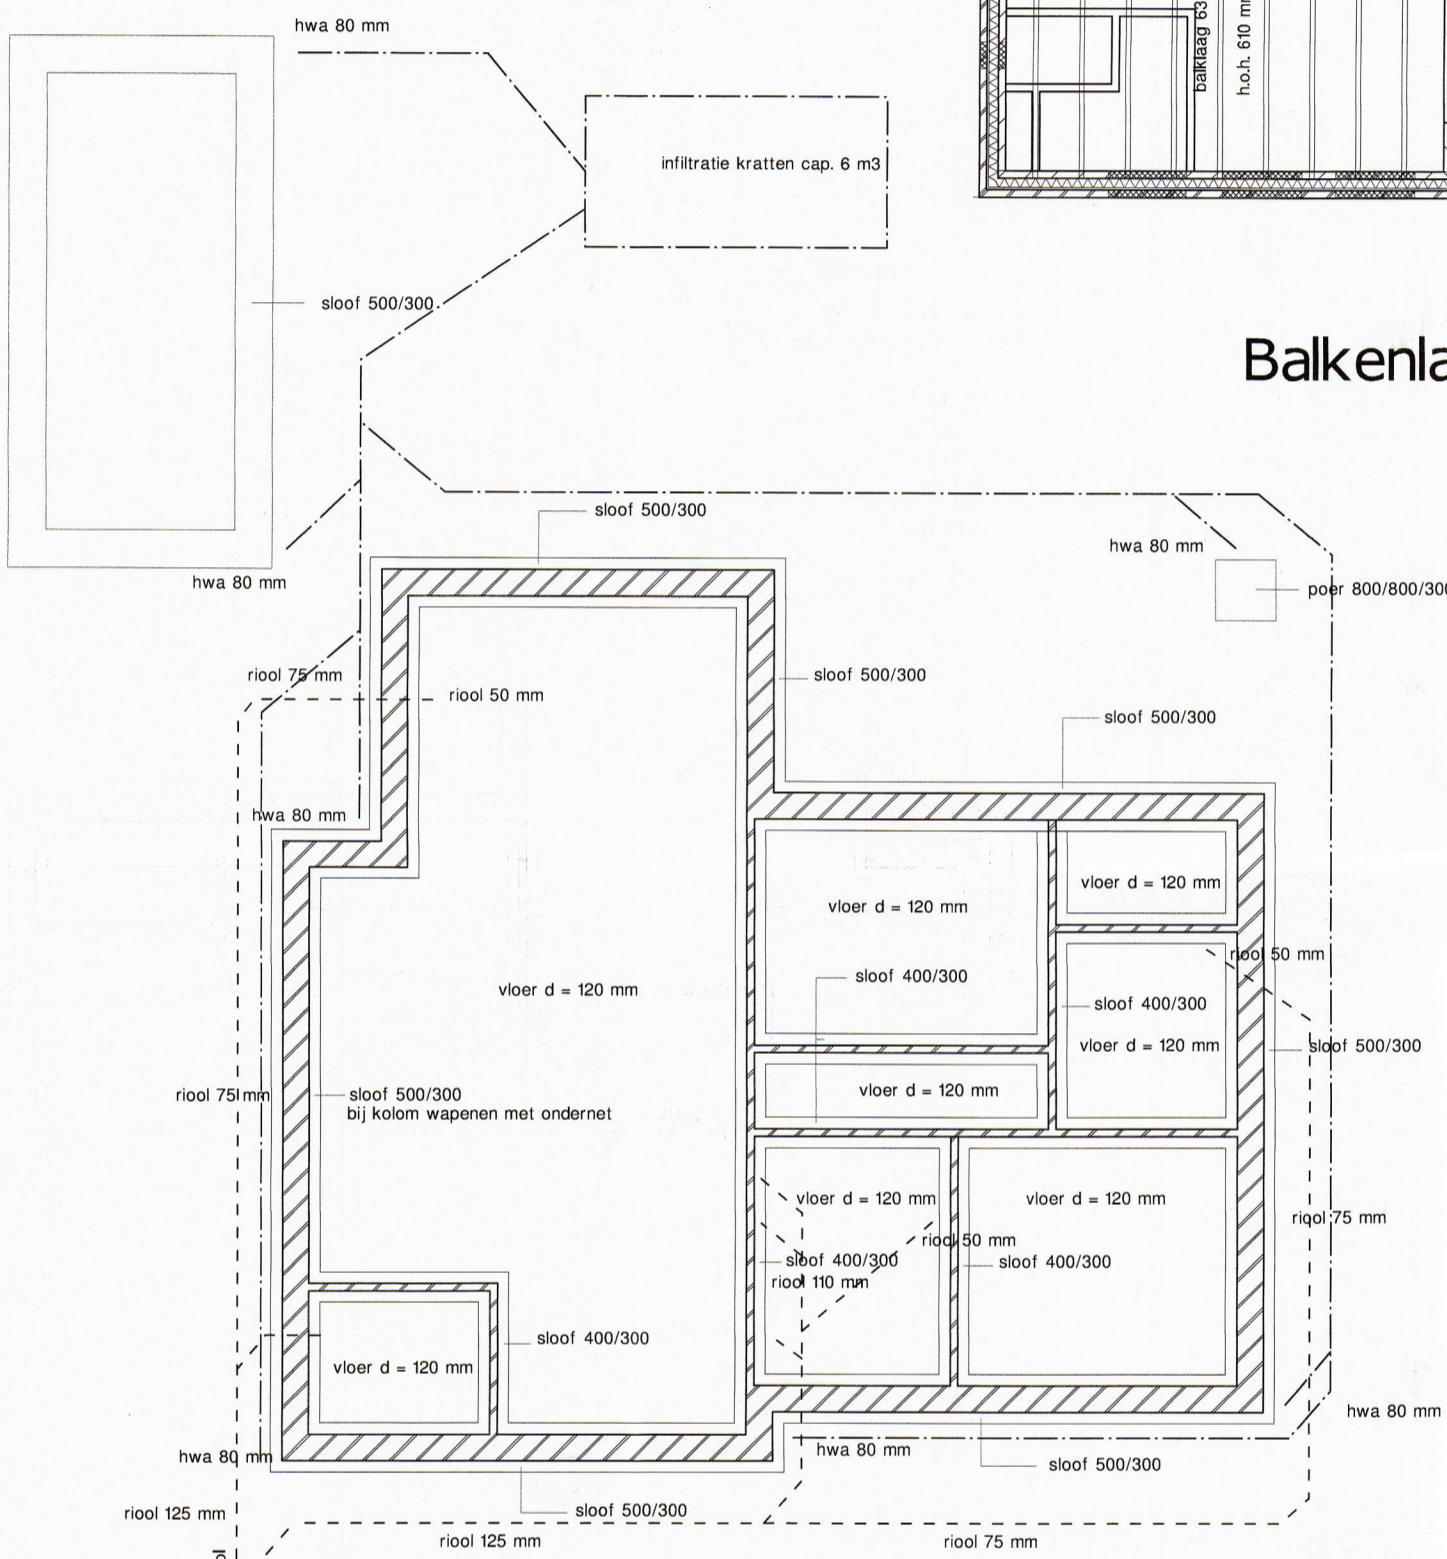 hwa 80 mm
balklaag 63
h.o.h. 610 mm
infiltratie kratten cap. 6 m3
sloof 500/300
Balkenla
sloof 500/300
hwa 80 mm
hwa 80 mm
poer 800/800/300
riool 75 mm
riool 50 mm
sloof 500/300
sloof 500/300
hwa 80 mm
vloer d = 120 mm
vloer d = 120 mm
riool 50 mm
sloof 400/300
vloer d = 120 mm
sloof 400/300
vloer d = 120 mm
sloof 500/300
riool 75 mm
sloof 500/300
bij kolom wapenen met ondernet
vloer d = 120 mm
vloer d = 120 mm
vloer d = 120 mm
riool 75 mm
riool 50 mm
sloof 400/300
sloof 400/300
riool 110 mm
sloof 400/300
vloer d = 120 mm
hwa 80 mm
hwa 80 mm
hwa 80 mm
sloof 500/300
riool 125 mm
sloof 500/300
riool 125 mm
riool 75 mm